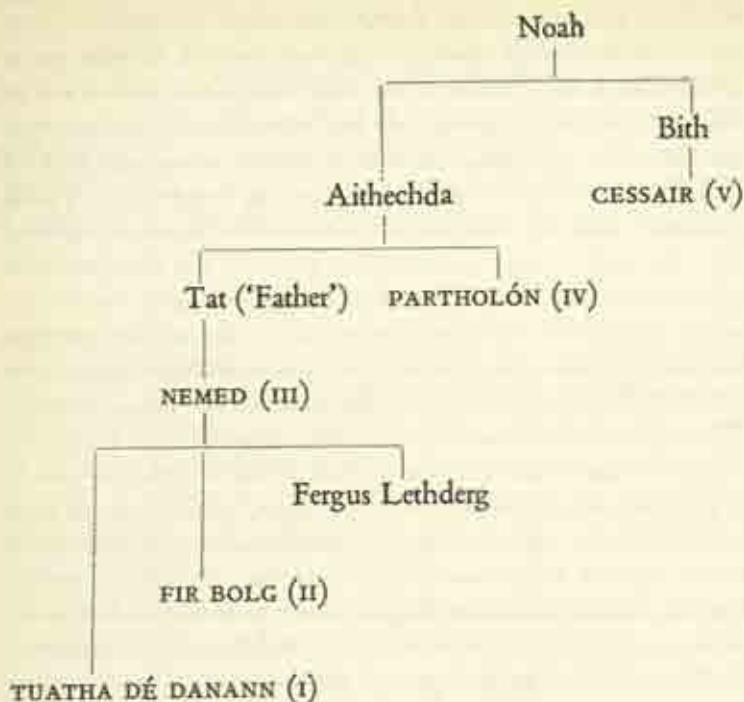 Noah
Bith
Aithechda CESSAIR (V)
Tat (‘Father’) PARTHOLÓN (IV)
NEMED (III)
Fergus Lethderg
FIR BOLG (II)
TUATHA DÉ DANANN (I)